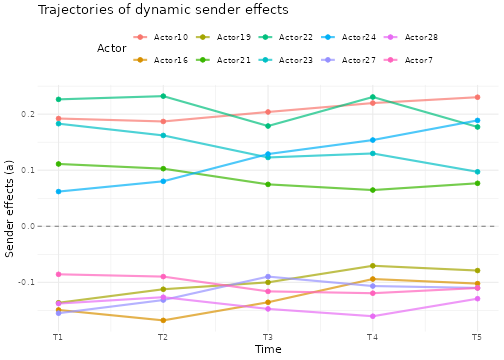 Trajectories of dynamic sender effects
Actor
Actor10 Actor19 Actor22 Actor24 Actor28
Actor16 Actor21 Actor23 Actor27 Actor7
Sender effects (a)
0.2
0.1
0.0
-0.1
T1 T2 T3 T4 T5
Time